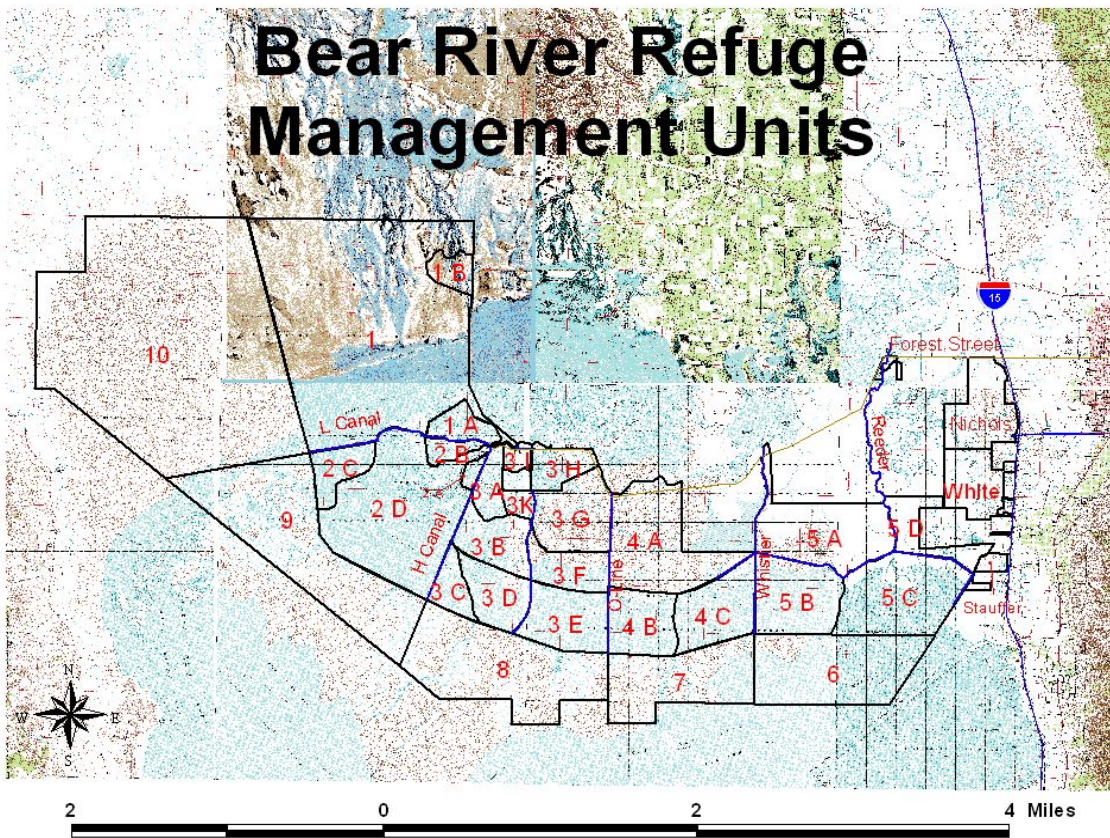 Bear River Refuge
Management Units
1 B
15
10
1
Forest Street
L Canal
1 A
Reeder
Nichols
2 B
3 I
3 H
2 C
White
3 A
2 D
3K
3 G
9
H Canal
3 B
4 A
5 A
5 D
3 F
Whistler
3 C
3 D
O-Line
5 B
5 C
3 E
4 B
4 C
Stauffer
8
7
6
N
W
E
S
2 0 2 4 Miles